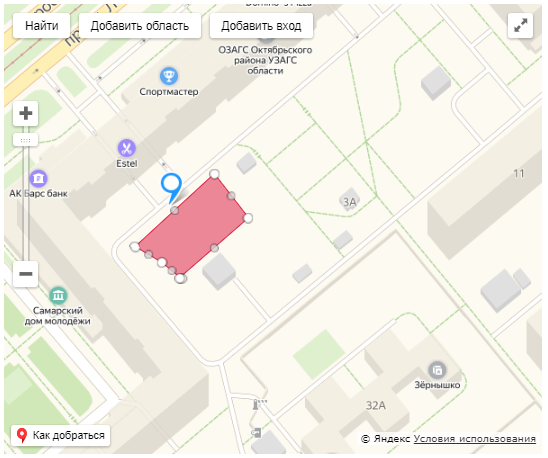 Найти
Добавить область
Добавить вход
ОЗАГС Октябрьского
района УЗАГС
области
Спортмастер
Estel
АК Барс банк
11
3А
Самарский
дом молодёжи
Зёрнышко
32А
Как добраться
© Яндекс Условия использования